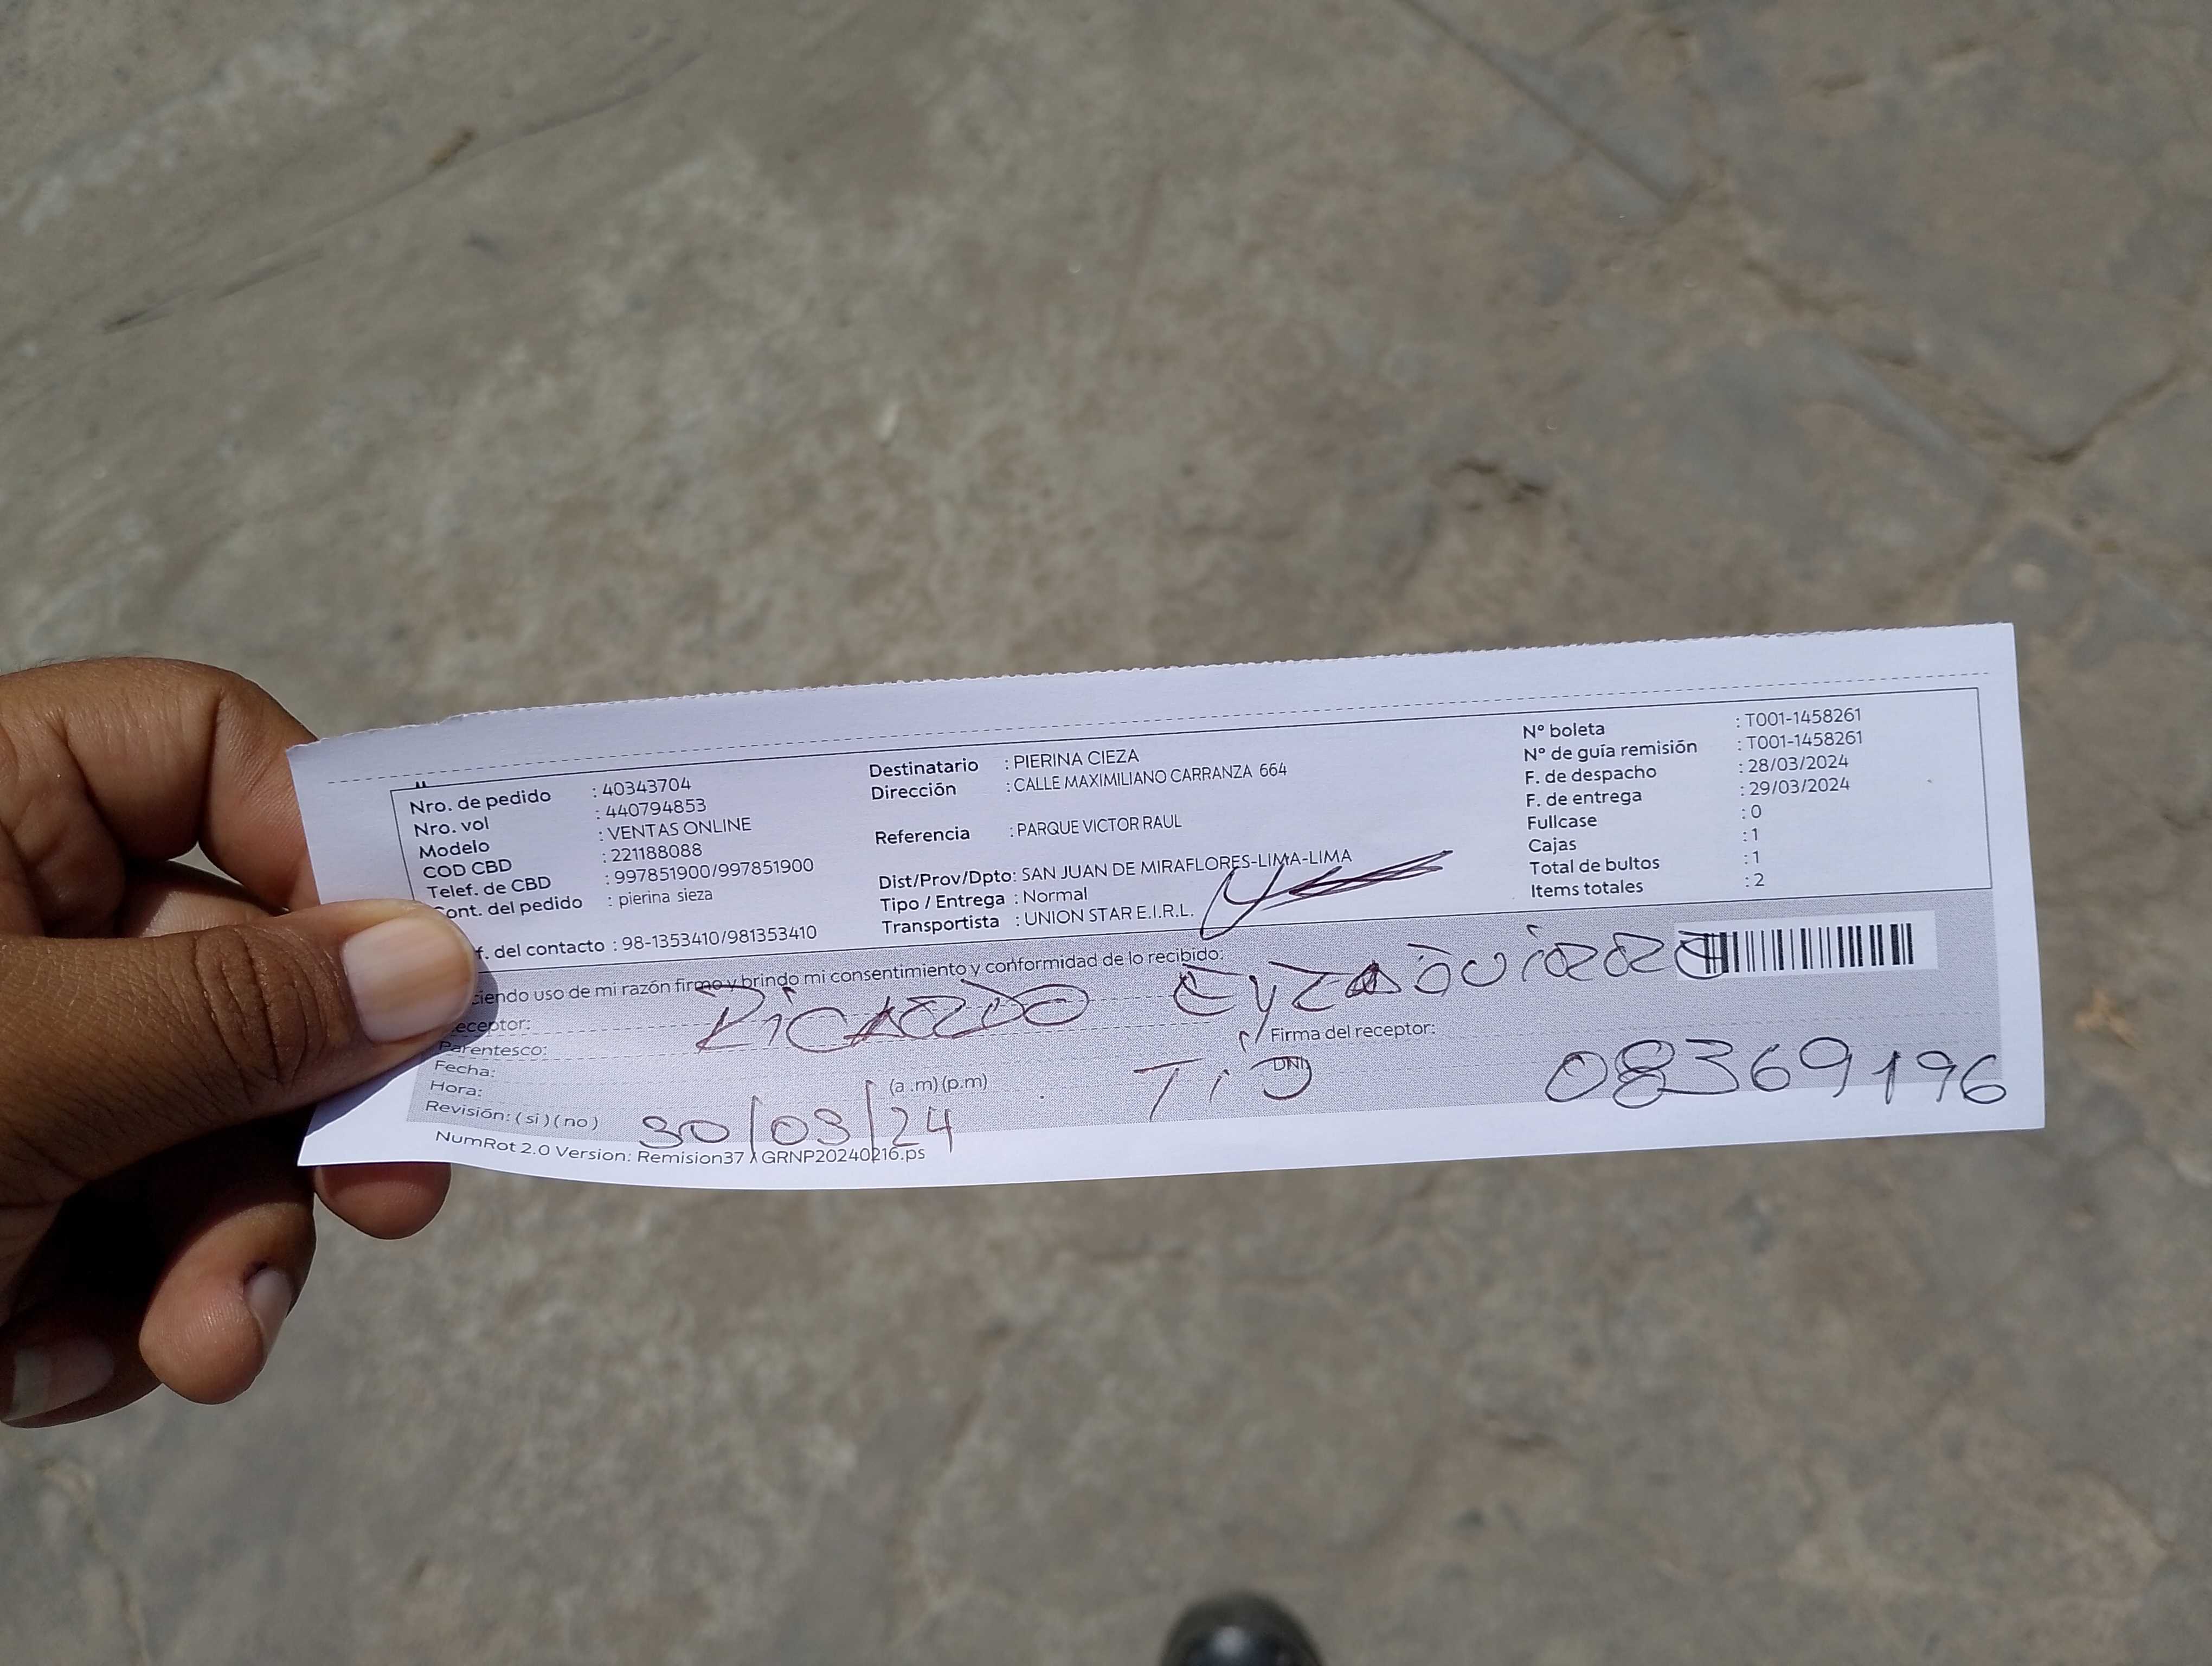 Nro. de pedido : 40343704
Nro. vol : 440794853
Modelo : VENTAS ONLINE
COD CBD : 221188088
Telef. de CBD : 997851900/997851900
ont. del pedido : pierina sieza
f. del contacto : 98-1353410/981353410
Destinatario : PIERINA CIEZA
Dirección : CALLE MAXIMILIANO CARRANZA 664
Referencia : PARQUE VICTOR RAUL
Dist/Prov/Dpto: SAN JUAN DE MIRAFLORES-LIMA-LIMA
Tipo / Entrega : Normal
Transportista : UNION STAR E.I.R.L.
N° boleta : T001-1458261
N° de guía remisión : T001-1458261
F. de despacho : 28/03/2024
F. de entrega : 29/03/2024
Fullcase : 0
Cajas : 1
Total de bultos : 1
Items totales : 2
ciendo uso de mi razón firmo y brindo mi consentimiento y conformidad de lo recibido:
eceptor: RICARDO
Parentesco:
Firma del receptor:
Fecha:
DNI
TIO
08369196
Hora: (a.m)(p.m)
Revisión: (si)(no) 30/03/24
NumRot 2.0 Version: Remision37 GRNP20240216.ps